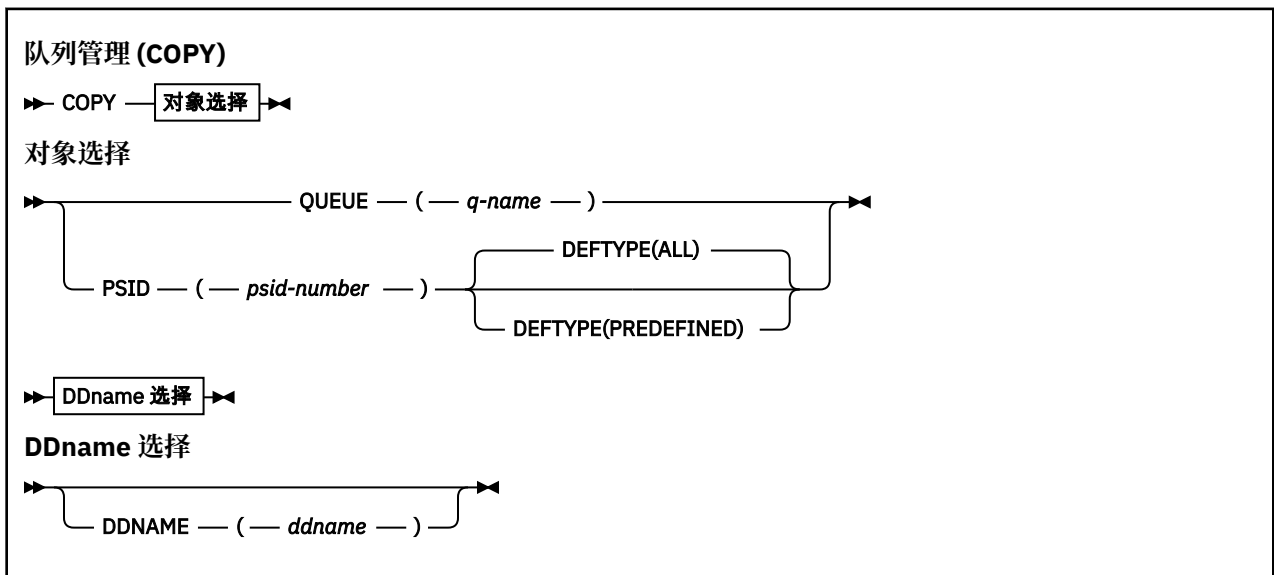 队列管理 (COPY)
COPY 对象选择
对象选择
QUEUE ( q-name )
DEFTYPE(ALL)
PSID ( psid-number )
DEFTYPE(PREDEFINED)
DDname 选择
DDname 选择
DDNAME ( ddname )